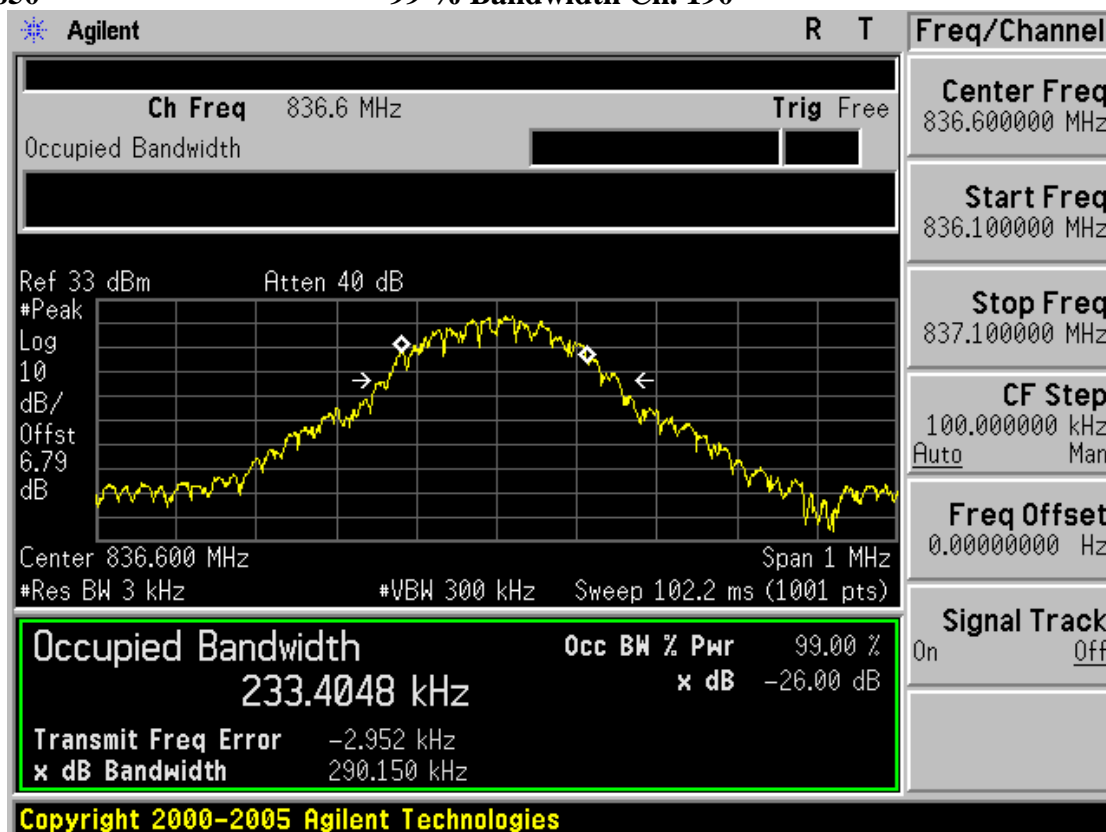 99 % Bandwidth Ch. 190
Agilent R T Freq/Channel
Ch Freq 836.6 MHz Trig Free
Occupied Bandwidth
Center Freq
836.600000 MHz
Start Freq
836.100000 MHz
Stop Freq
837.100000 MHz
CF Step
100.000000 kHz
Auto Man
Freq Offset
0.00000000 Hz
Signal Track
On Off
Ref 33 dBm Atten 40 dB
#Peak
Log
10
dB/
Offst
6.79
dB
Center 836.600 MHz Span 1 MHz
#Res BW 3 kHz #VBW 300 kHz Sweep 102.2 ms (1001 pts)
Occupied Bandwidth Occ BW % Pwr 99.00 %
233.4048 kHz x dB -26.00 dB
Transmit Freq Error -2.952 kHz
x dB Bandwidth 290.150 kHz
Copyright 2000-2005 Agilent Technologies